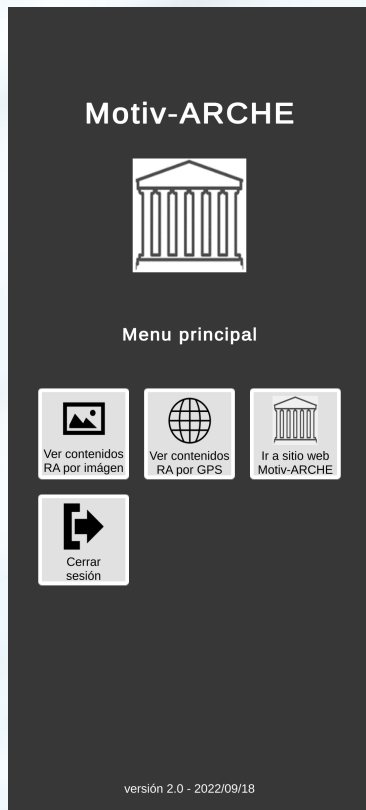 Motiv-ARCHE
Menu principal
Ver contenidos
RA por imágen
Ver contenidos
RA por GPS
Ir a sitio web
Motiv-ARCHE
Cerrar
sesión
versión 2.0 - 2022/09/18